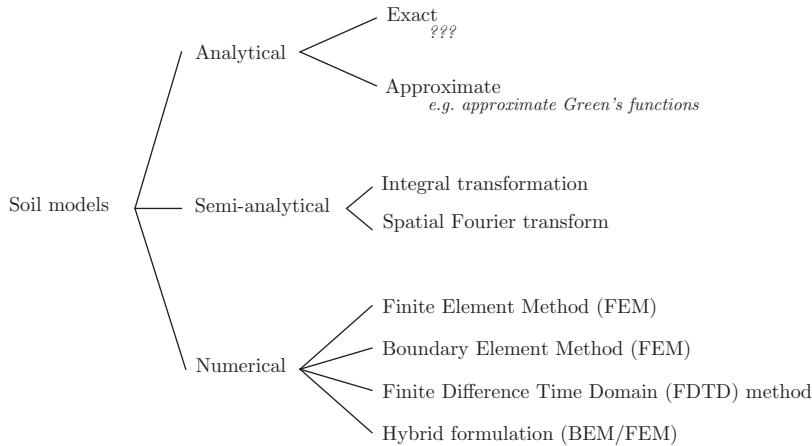 Exact
???
Analytical
Approximate
e.g. approximate Green's functions
Soil models
Semi-analytical
Integral transformation
Spatial Fourier transform
Numerical
Finite Element Method (FEM)
Boundary Element Method (FEM)
Finite Difference Time Domain (FDTD) method
Hybrid formulation (BEM/FEM)